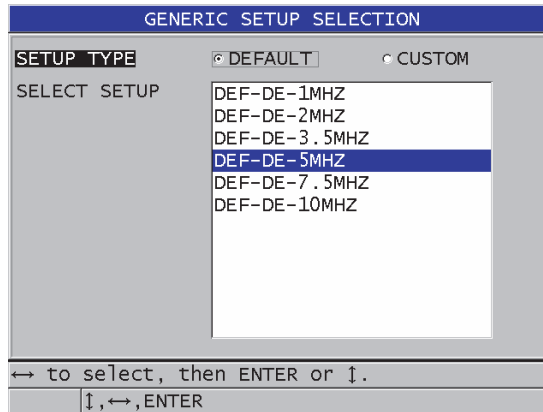 GENERIC SETUP SELECTION
SETUP TYPE DEFAULT CUSTOM
SELECT SETUP
DEF-DE-1MHZ
DEF-DE-2MHZ
DEF-DE-3.5MHZ
DEF-DE-5MHZ
DEF-DE-7.5MHZ
DEF-DE-10MHZ
↔ to select, then ENTER or ↕.
↕,↔,ENTER